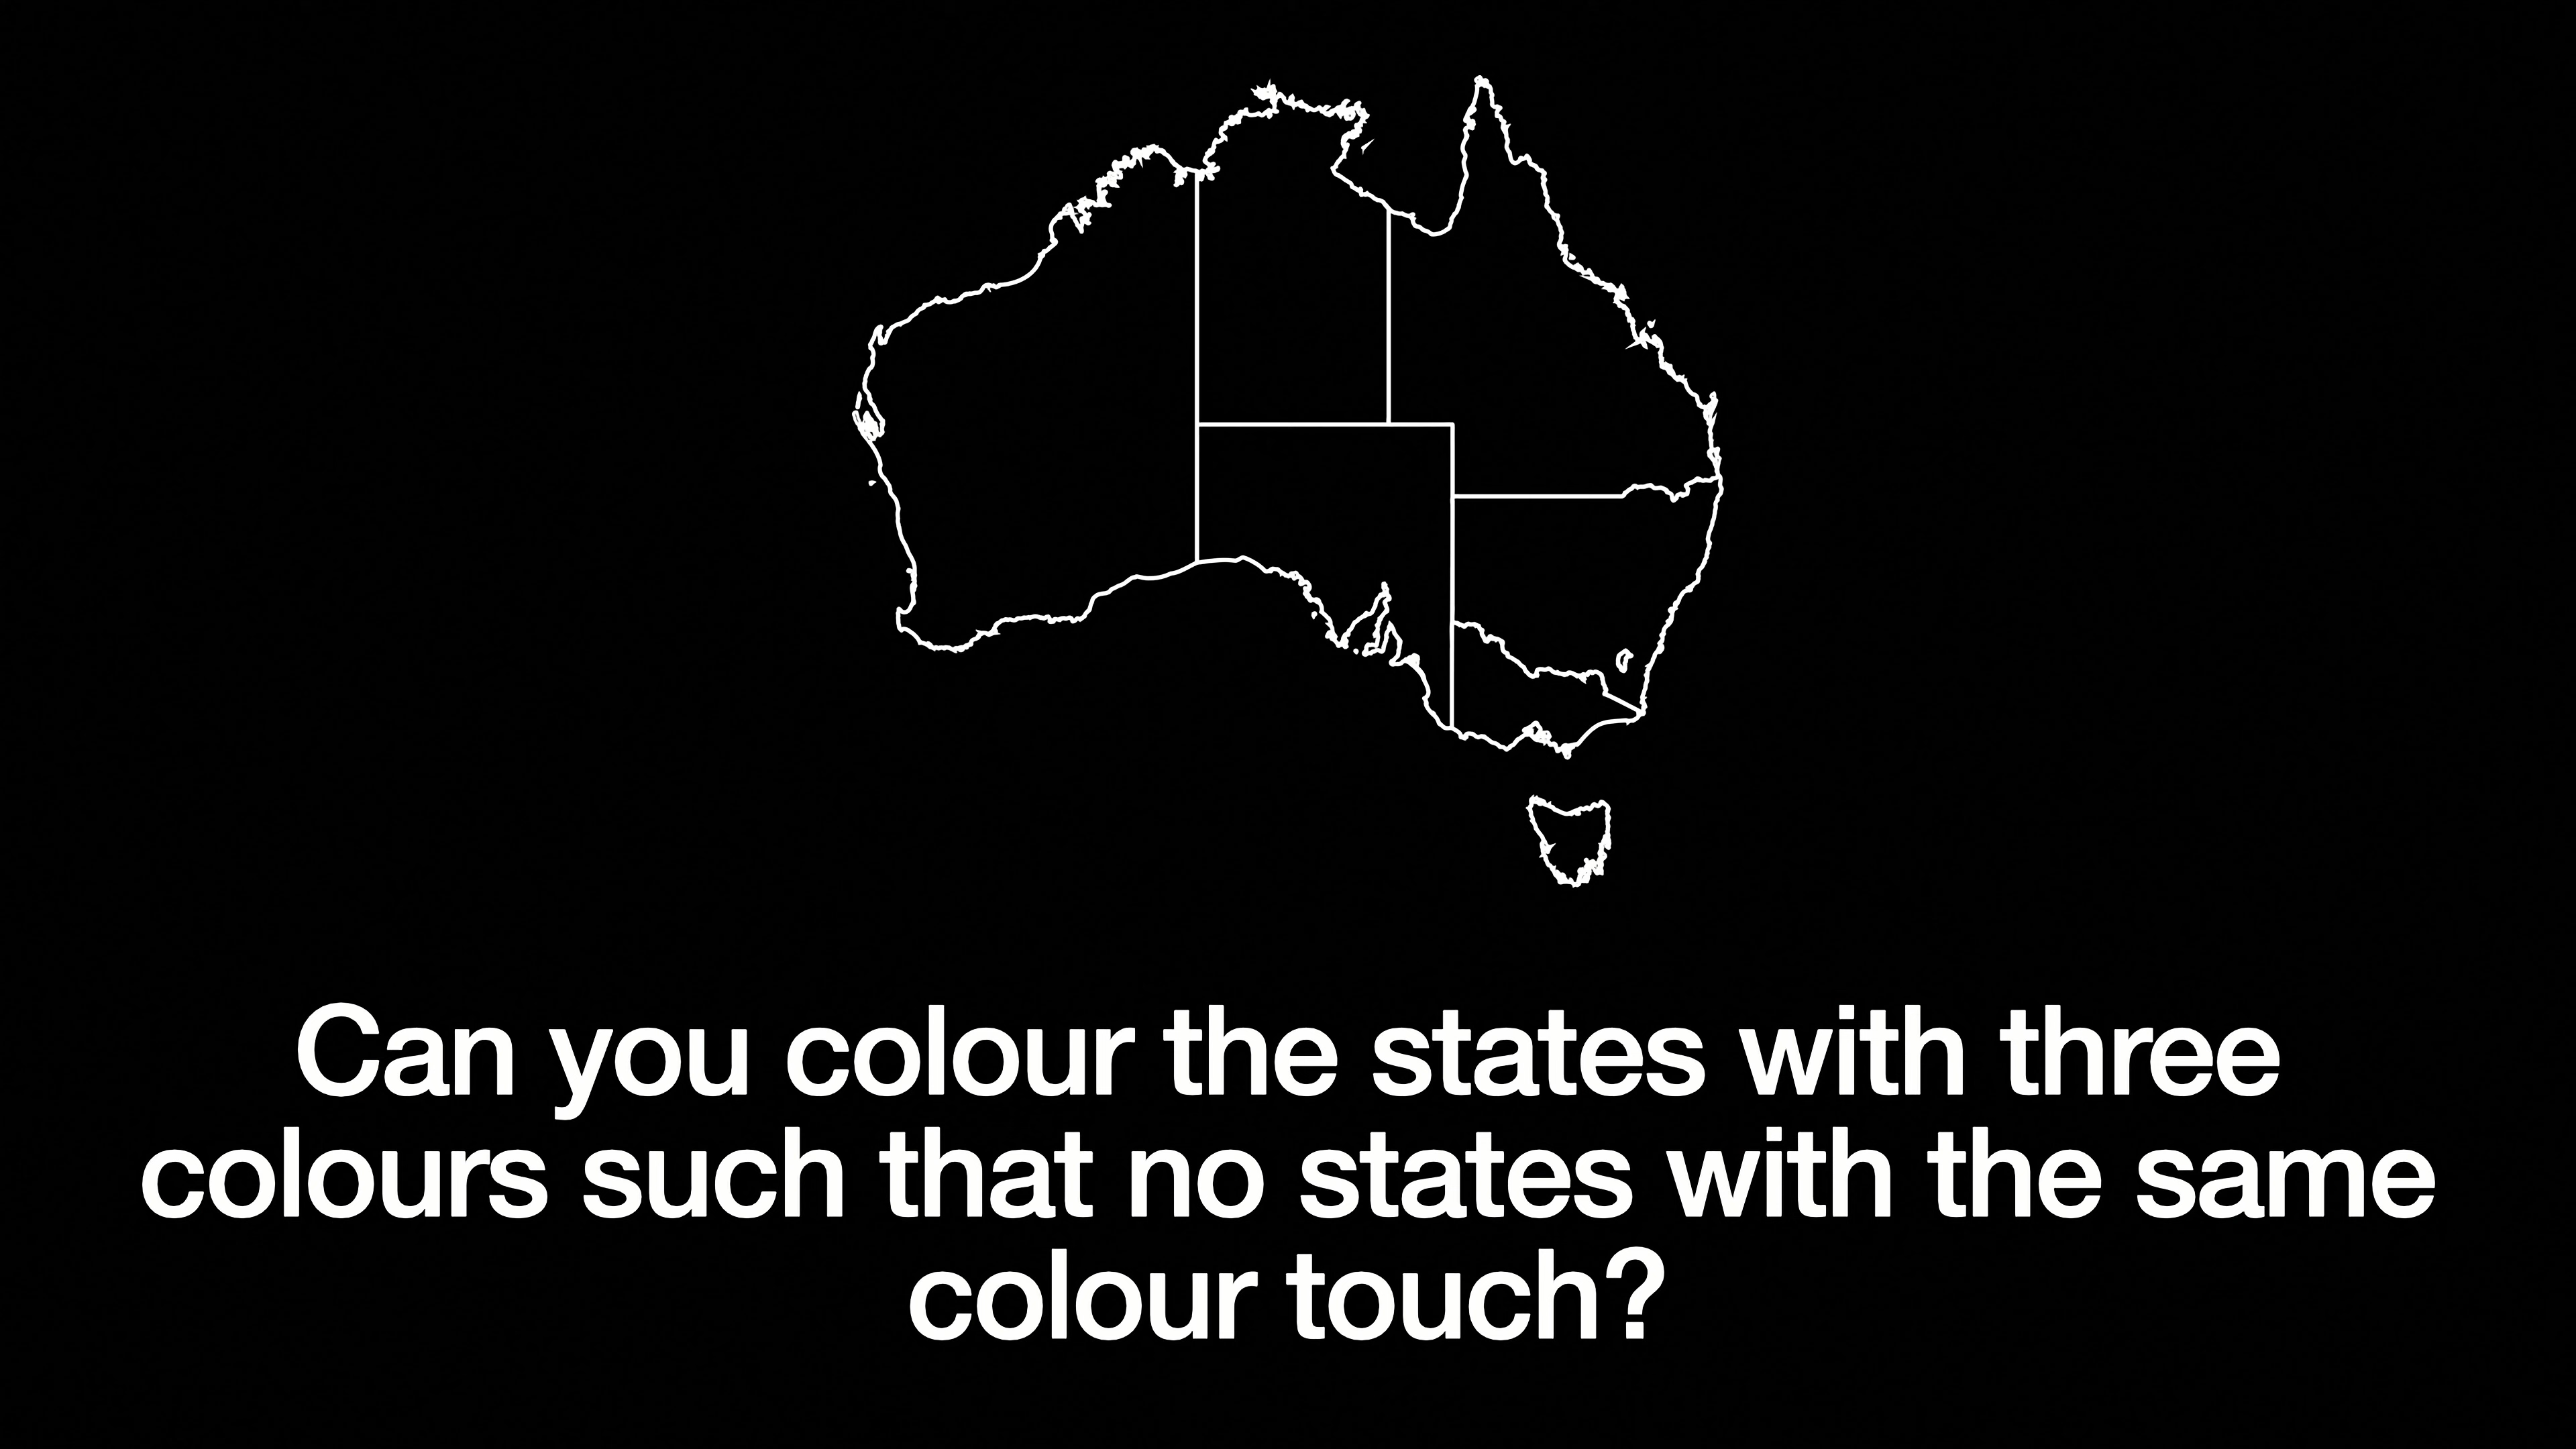 Can you colour the states with three
colours such that no states with the same
colour touch?